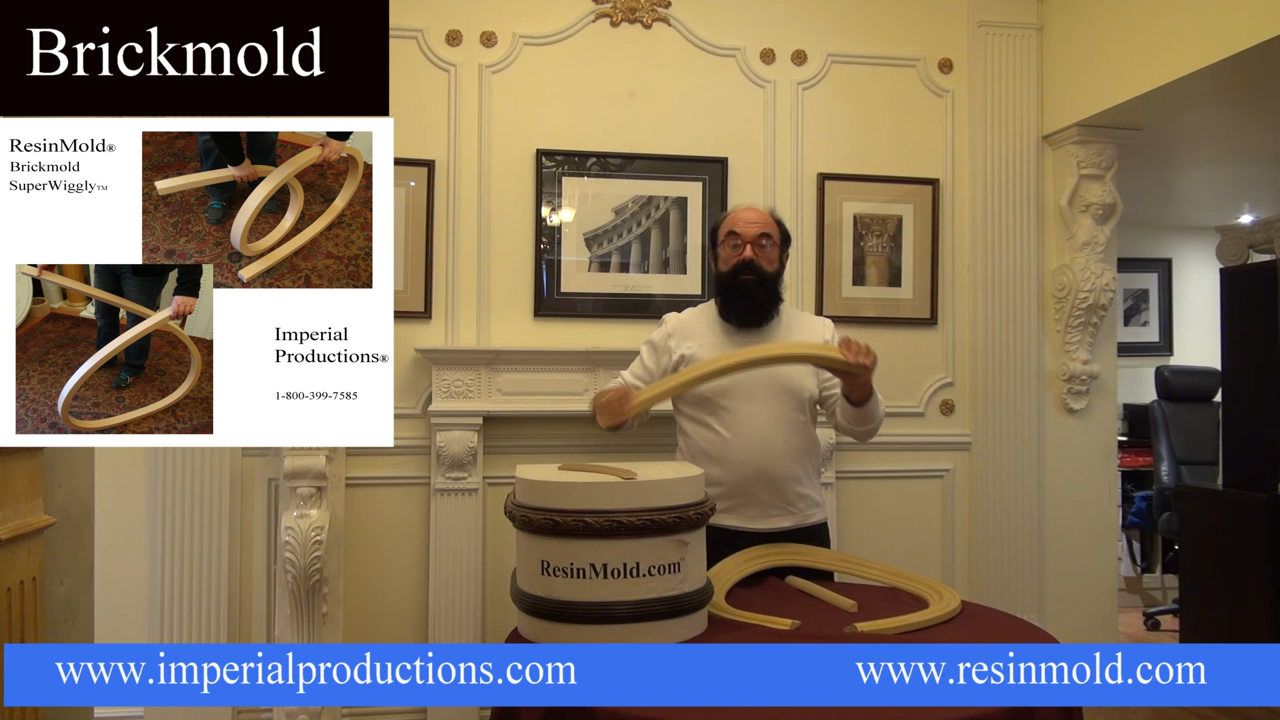 Brickmold
ResinMold®
Brickmold
SuperWiggly™
Imperial
Productions®
1-800-399-7585
ResinMold.com™
www.imperialproductions.com
www.resinmold.com